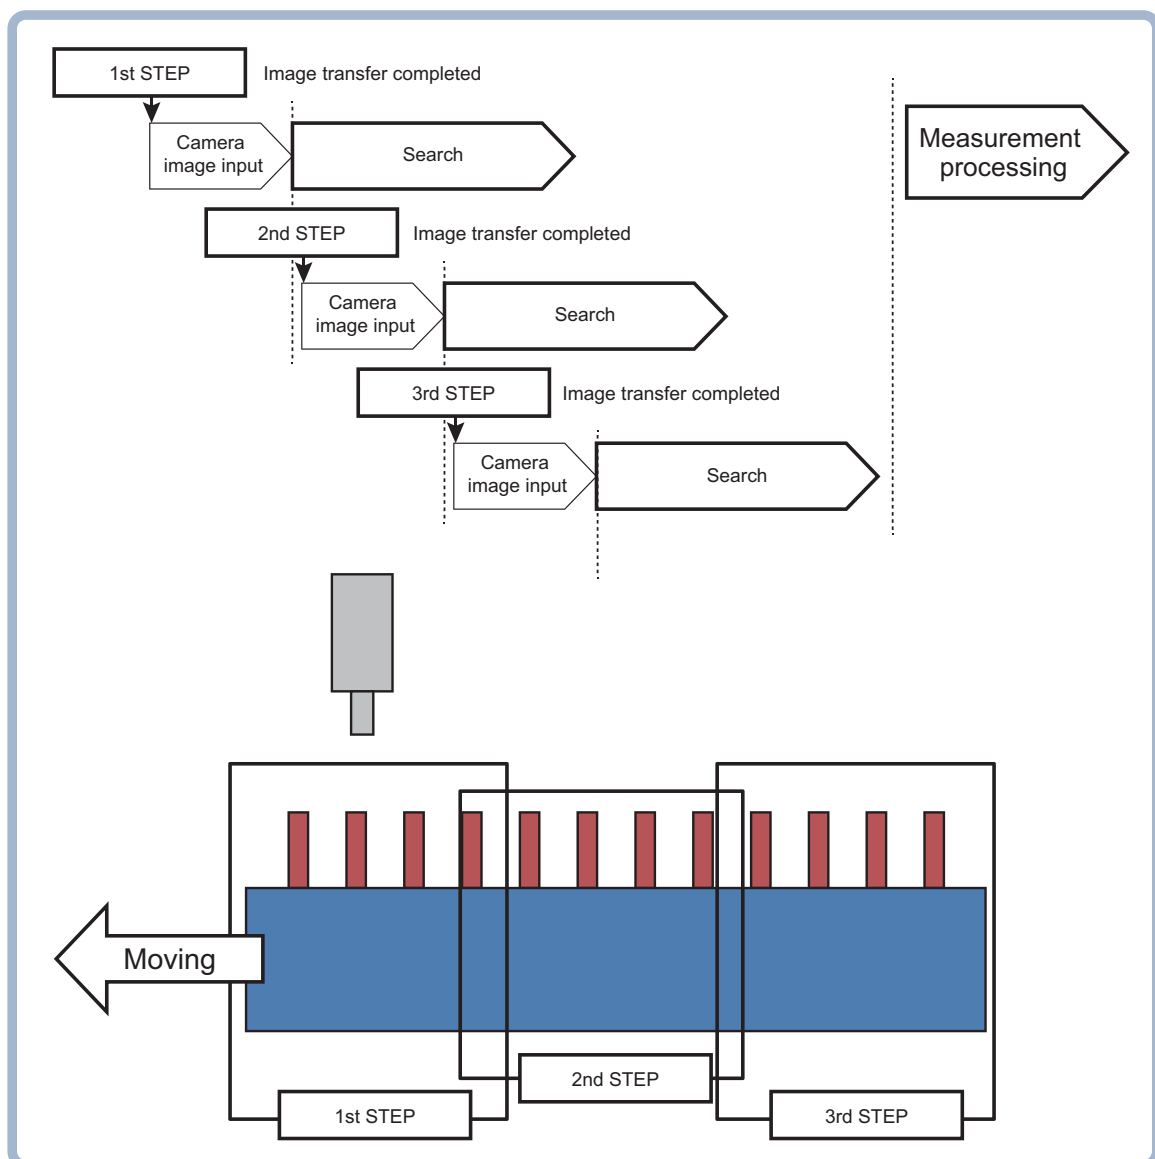 1st STEP
Image transfer completed
Camera
image input
Search
Measurement
processing
2nd STEP
Image transfer completed
Camera
image input
Search
3rd STEP
Image transfer completed
Camera
image input
Search
Moving
2nd STEP
1st STEP
3rd STEP